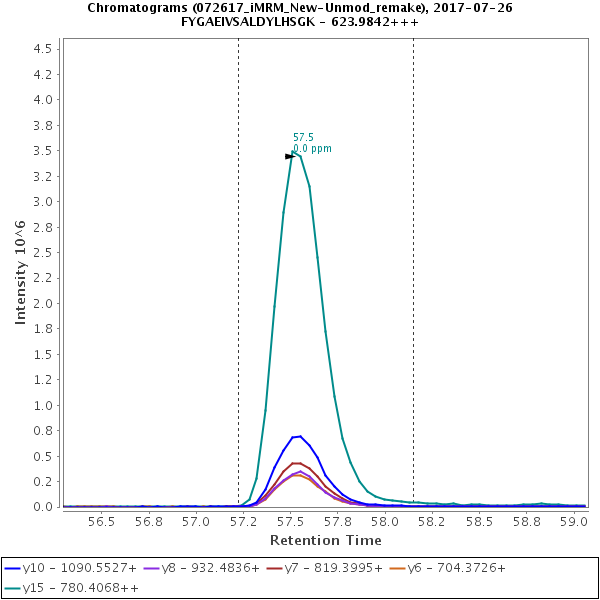 Chromatograms (072617_iMRM_New-Unmod_remake), 2017-07-26
FYGAEIVSALDYLHSGK - 623.9842+++
4.5
4.2
4.0
3.8
3.5
3.2
3.0
2.8
2.5
2.2
2.0
1.8
1.5
1.2
1.0
0.8
0.5
0.2
0.0
Intensity 10^6
57.5
0.0 ppm
56.5 56.8 57.0 57.2 57.5 57.8 58.0 58.2 58.5 58.8 59.0
Retention Time
y10 - 1090.5527+ y8 - 932.4836+ y7 - 819.3995+ y6 - 704.3726+
y15 - 780.4068++